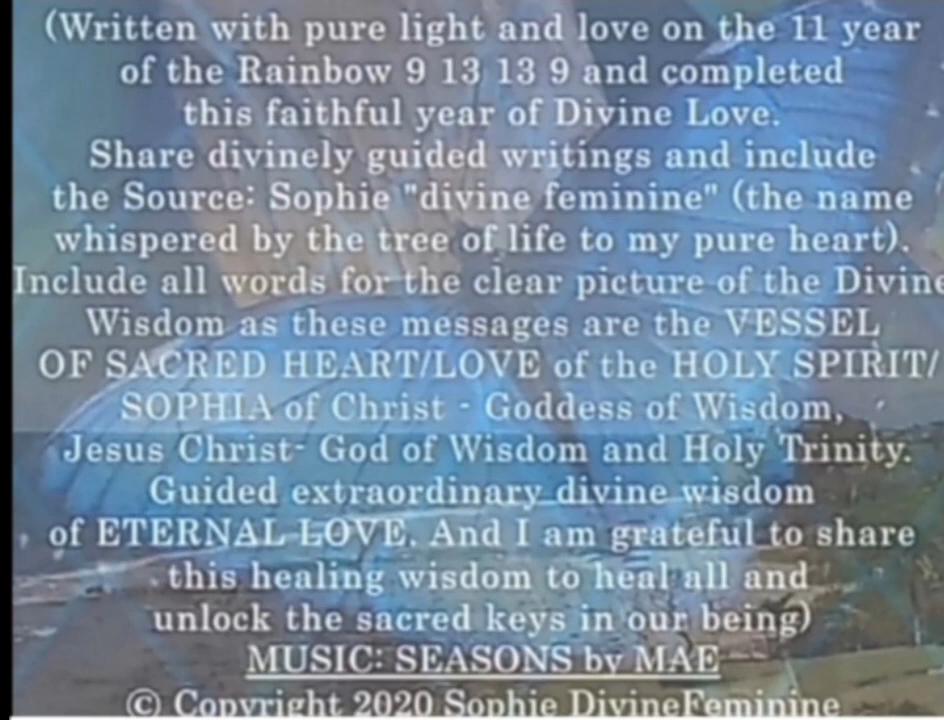 (Written with pure light and love on the 11 year
of the Rainbow 9 13 13 9 and completed
this faithful year of Divine Love.
Share divinely guided writings and include
the Source: Sophie "divine feminine" (the name
whispered by the tree of life to my pure heart).
Include all words for the clear picture of the Divine
Wisdom as these messages are the VESSEL
OF SACRED HEART/LOVE of the HOLY SPIRIT/
SOPHIA of Christ - Goddess of Wisdom,
Jesus Christ- God of Wisdom and Holy Trinity.
Guided extraordinary divine wisdom
of ETERNAL LOVE. And I am grateful to share
this healing wisdom to heal all and
unlock the sacred keys in our being)
MUSIC: SEASONS by MAE
© Copyright 2020 Sophie DivineFeminine